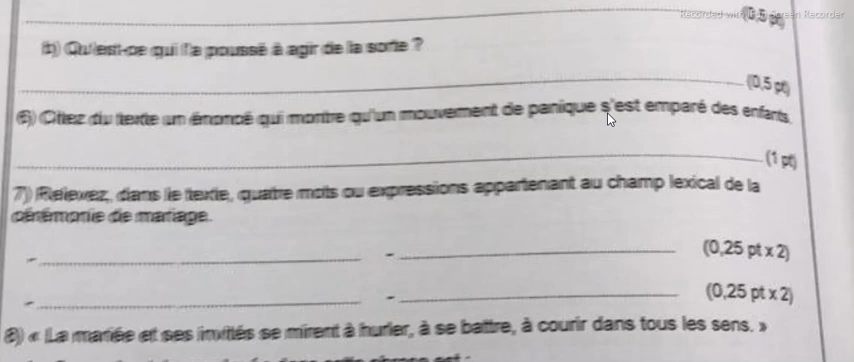 (0,5 pt)
b) Qu'est-ce qui l'a poussé à agir de la sorte ?
(0,5 pt)
6) Citez du texte un énoncé qui montre qu'un mouvement de panique s'est emparé des enfants.
(1 pt)
7) Relevez, dans le texte, quatre mots ou expressions appartenant au champ lexical de la
cérémonie de mariage.
- - (0,25 pt x 2)
- - (0,25 pt x 2)
8) « La mariée et ses invités se mirent à hurler, à se battre, à courir dans tous les sens. »